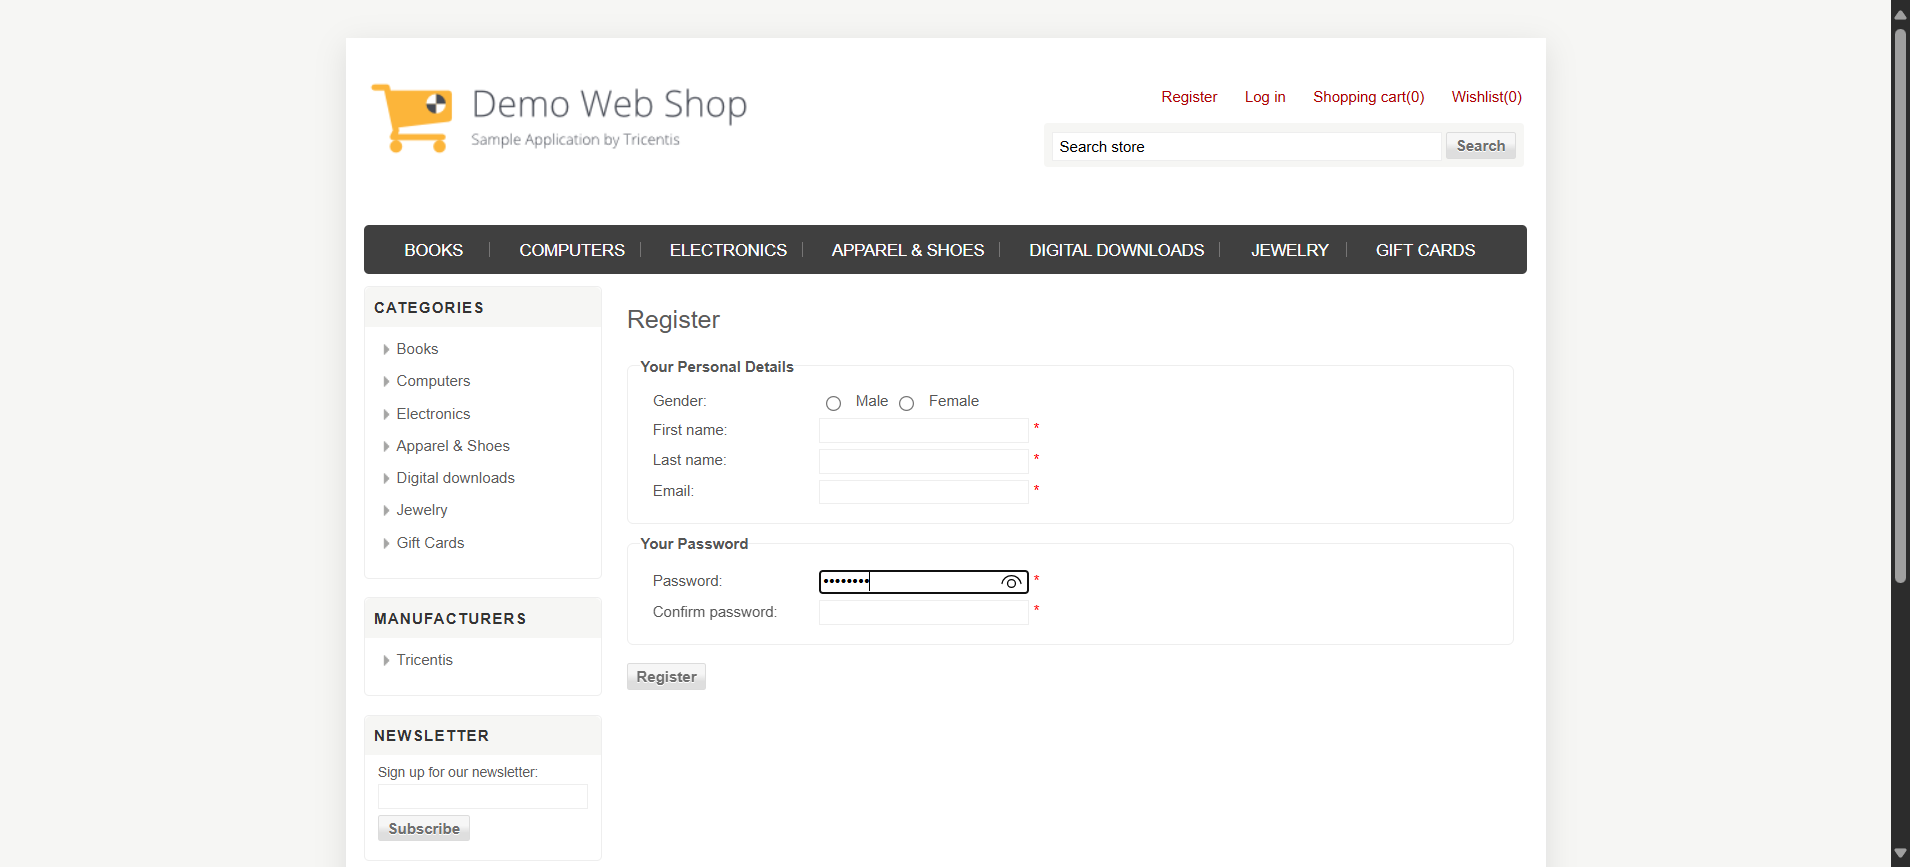 Demo Web Shop
Sample Application by Tricentis
Register Log in Shopping cart(0) Wishlist(0)
Search store Search
BOOKS COMPUTERS ELECTRONICS APPAREL & SHOES DIGITAL DOWNLOADS JEWELRY GIFT CARDS
CATEGORIES
Books
Computers
Electronics
Apparel & Shoes
Digital downloads
Jewelry
Gift Cards
MANUFACTURERS
Tricentis
NEWSLETTER
Sign up for our newsletter:
Subscribe
Register
Your Personal Details
Gender: Male Female
First name: *
Last name: *
Email: *
Your Password
Password: •••••••• *
Confirm password: *
Register